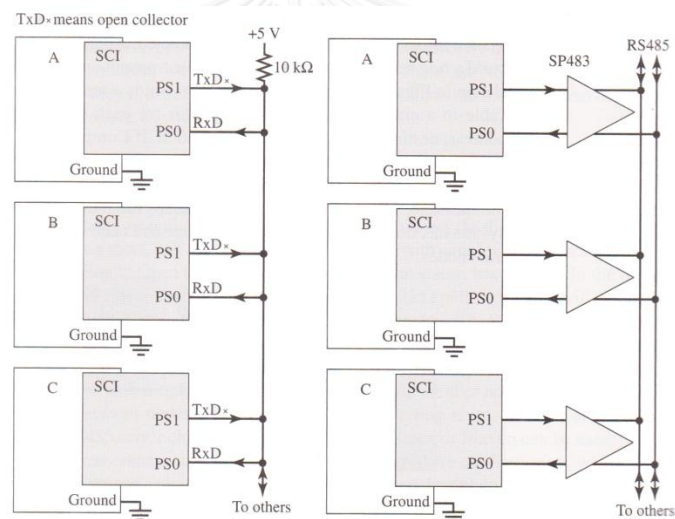 TxD× means open collector
+5 V
10 kΩ
A
SCI
PS1
TxD×
PS0
RxD
Ground
B
SCI
PS1
TxD×
PS0
RxD
Ground
C
SCI
PS1
TxD×
PS0
RxD
Ground
To others
A
SCI
SP483
RS485
PS1
PS0
Ground
B
SCI
PS1
PS0
Ground
C
SCI
PS1
PS0
Ground
To others